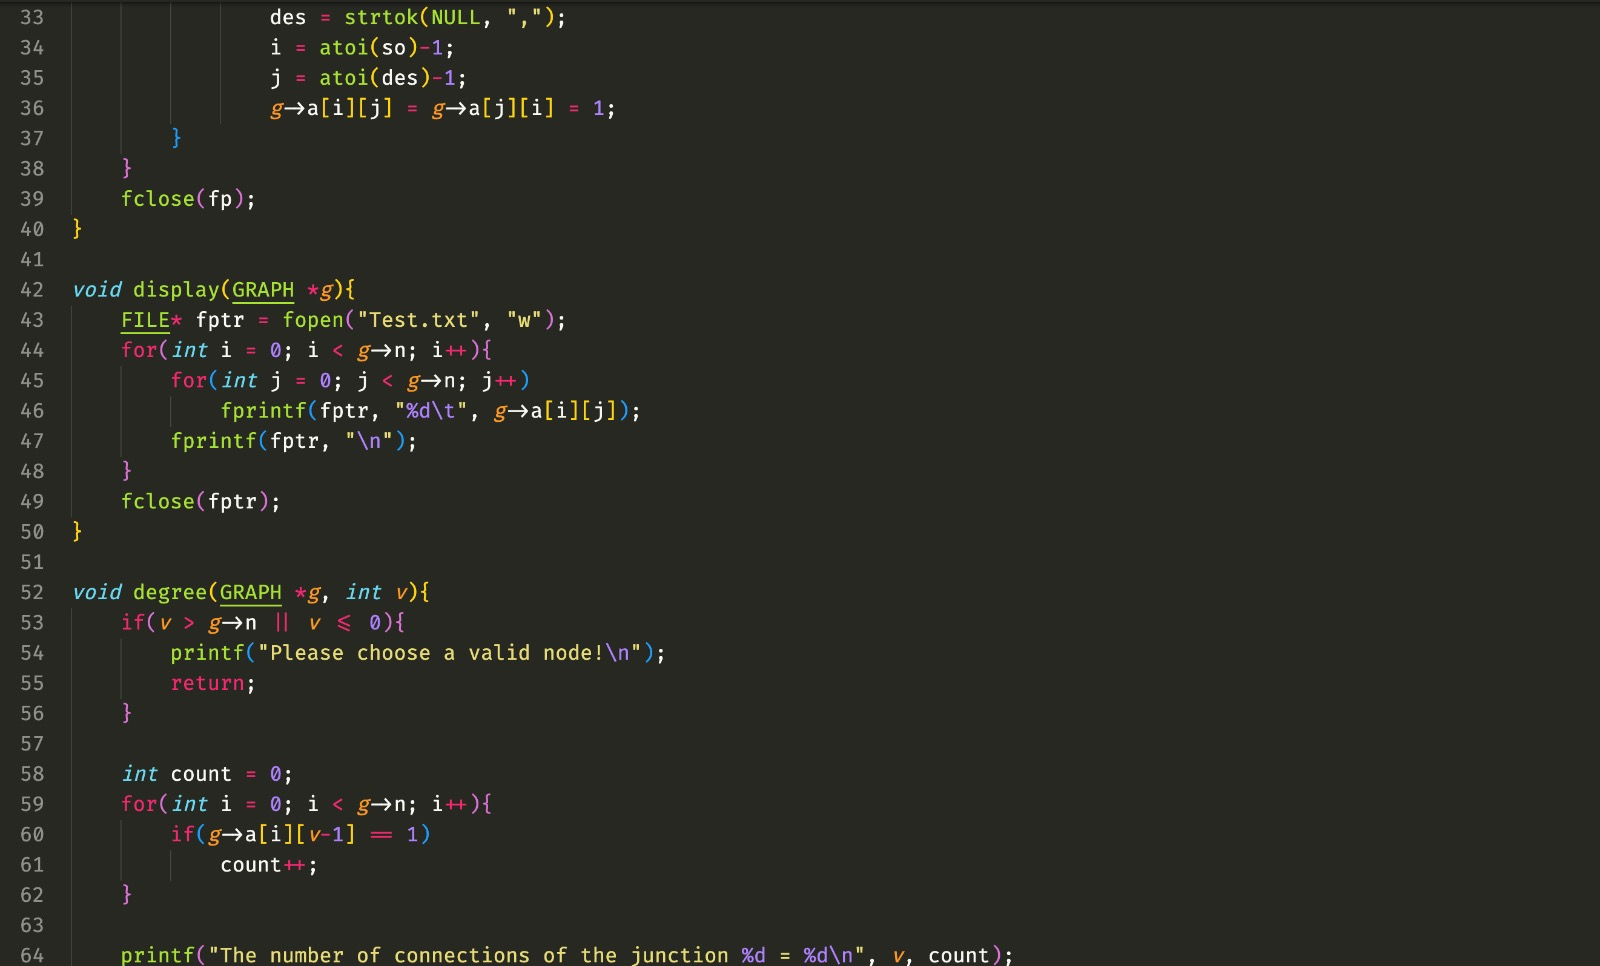 33 des = strtok(NULL, ",");
34 i = atoi(so)-1;
35 j = atoi(des)-1;
36 g->a[i][j] = g->a[j][i] = 1;
37 }
38 }
39 fclose(fp);
40 }
41
42 void display(GRAPH *g){
43 FILE* fptr = fopen("Test.txt", "w");
44 for(int i = 0; i < g->n; i++){
45 for(int j = 0; j < g->n; j++)
46 fprintf(fptr, "%d\t", g->a[i][j]);
47 fprintf(fptr, "\n");
48 }
49 fclose(fptr);
50 }
51
52 void degree(GRAPH *g, int v){
53 if(v > g->n || v <= 0){
54 printf("Please choose a valid node!\n");
55 return;
56 }
57
58 int count = 0;
59 for(int i = 0; i < g->n; i++){
60 if(g->a[i][v-1] == 1)
61 count++;
62 }
63
64 printf("The number of connections of the junction %d = %d\n", v, count);